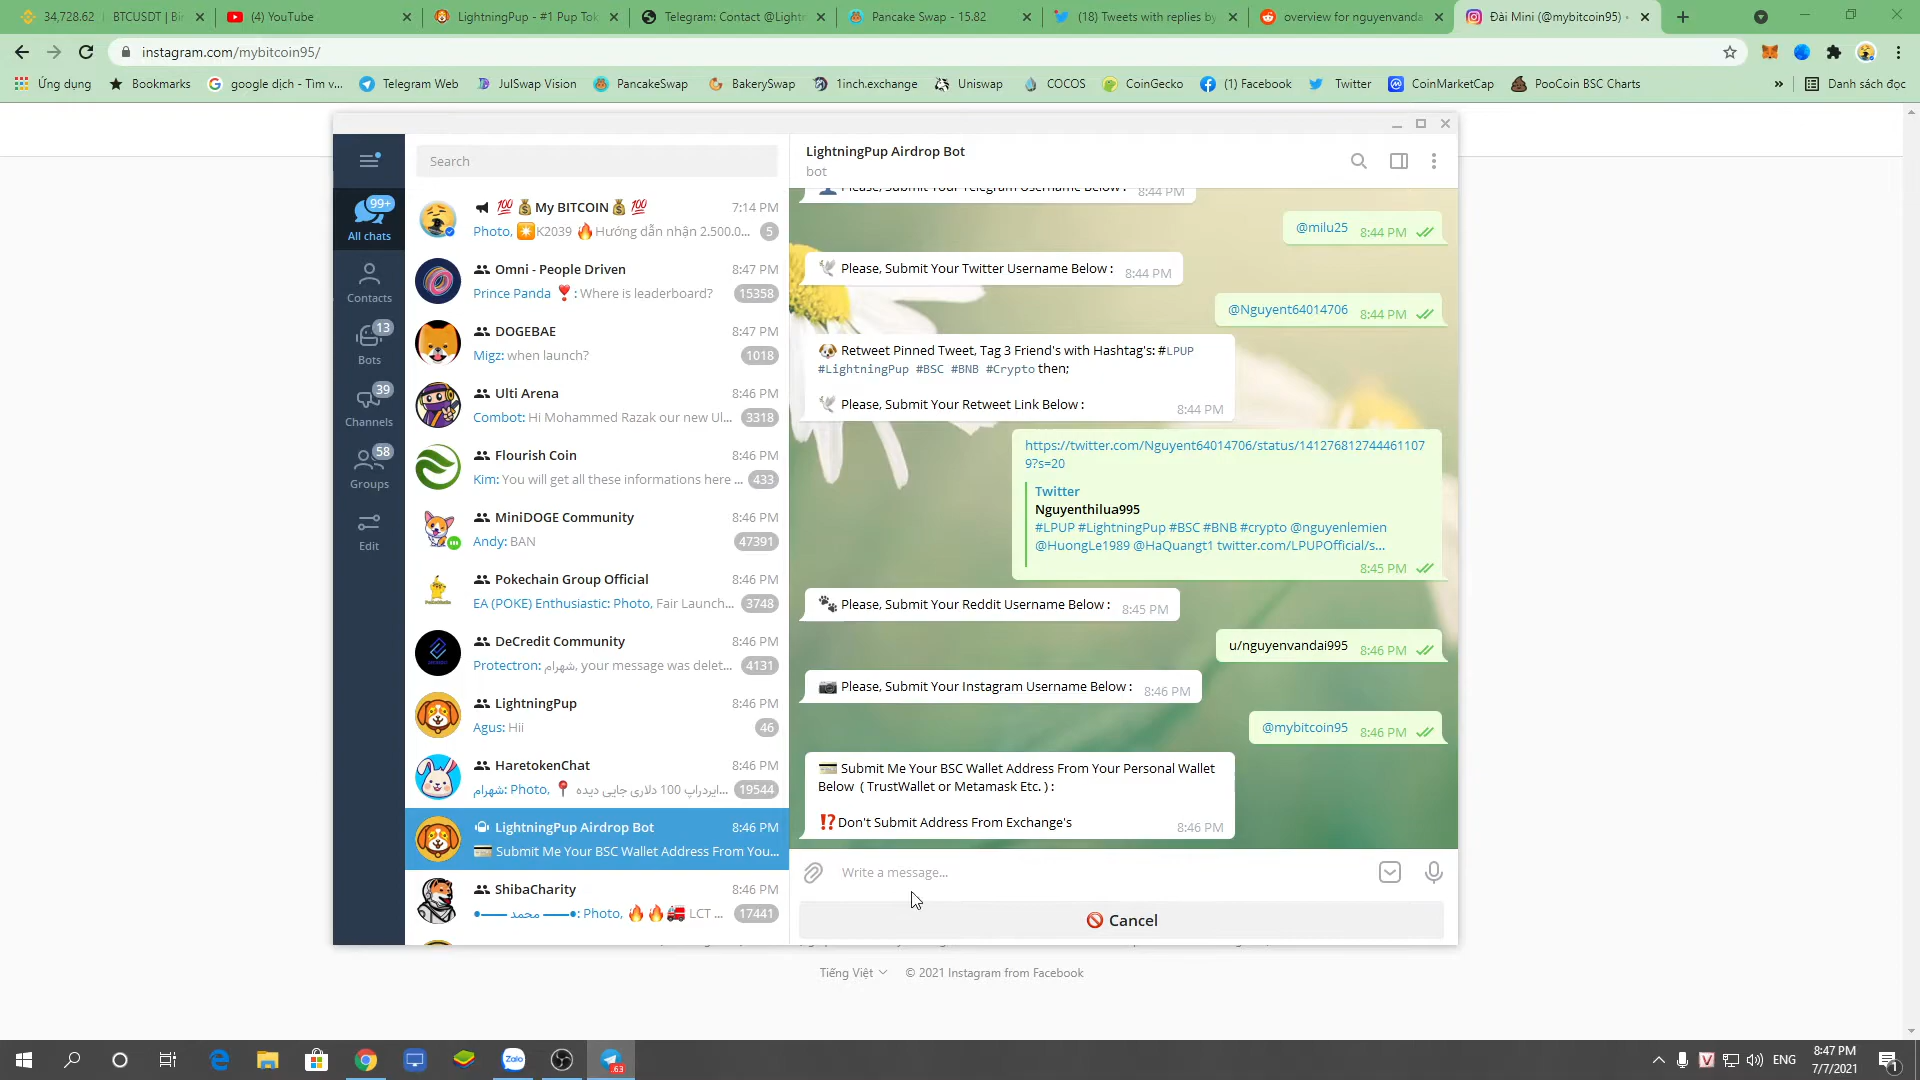 34,728.62 | BTCUSDT | Bi
(4) YouTube
LightningPup - #1 Pup Tok
Telegram: Contact @Lightn
Pancake Swap - 15.82
(18) Tweets with replies by
overview for nguyenvanda
Đài Mini (@mybitcoin95) •
instagram.com/mybitcoin95/
Ứng dụng
Bookmarks
google dịch - Tìm v...
Telegram Web
JulSwap Vision
PancakeSwap
BakerySwap
1inch.exchange
Uniswap
COCOS
CoinGecko
(1) Facebook
Twitter
CoinMarketCap
PooCoin BSC Charts
»
Danh sách đọc
99+
All chats
Contacts
13
Bots
39
Channels
58
Groups
Edit
Search
💯💰My BITCOIN💰💯 7:14 PM
Photo, 💥K2039 🔥Hướng dẫn nhận 2.500.0... 5
Omni - People Driven 8:47 PM
Prince Panda ❣️: Where is leaderboard? 15358
DOGEBAE 8:47 PM
Migz: when launch? 1018
Ulti Arena 8:46 PM
Combot: Hi Mohammed Razak our new Ul... 3318
Flourish Coin 8:46 PM
Kim: You will get all these informations here ... 433
MiniDOGE Community 8:46 PM
Andy: BAN 47391
Pokechain Group Official 8:46 PM
EA (POKE) Enthusiastic: Photo, Fair Launch... 3748
DeCredit Community 8:46 PM
Protectron: شهرام, your message was delet... 4131
LightningPup 8:46 PM
Agus: Hii 46
HaretokenChat 8:46 PM
شهرام: Photo, 📍 ایردراپ 100 دلاری جایی دیده... 19544
LightningPup Airdrop Bot 8:46 PM
💳 Submit Me Your BSC Wallet Address From You...
ShibaCharity 8:46 PM
●—— محمد ——●: Photo, 🔥🔥🚒 LCT ... 17441
LightningPup Airdrop Bot
bot
Please, Submit Your Telegram Username Below : 8:44 PM
@milu25 8:44 PM
🕊 Please, Submit Your Twitter Username Below : 8:44 PM
@Nguyent64014706 8:44 PM
🐶 Retweet Pinned Tweet, Tag 3 Friend's with Hashtag's: #LPUP
#LightningPup #BSC #BNB #Crypto then;
🕊 Please, Submit Your Retweet Link Below : 8:44 PM
https://twitter.com/Nguyent64014706/status/141276812744461107
9?s=20
Twitter
Nguyenthilua995
#LPUP #LightningPup #BSC #BNB #crypto @nguyenlemien
@HuongLe1989 @HaQuangt1 twitter.com/LPUPOfficial/s...
8:45 PM
🐾 Please, Submit Your Reddit Username Below : 8:45 PM
u/nguyenvandai995 8:46 PM
📷 Please, Submit Your Instagram Username Below : 8:46 PM
@mybitcoin95 8:46 PM
💳 Submit Me Your BSC Wallet Address From Your Personal Wallet
Below ( TrustWallet or Metamask Etc. ) :
⁉️Don't Submit Address From Exchange's 8:46 PM
Write a message...
🚫 Cancel
Tiếng Việt
© 2021 Instagram from Facebook
Zalo
63
V
ENG
8:47 PM
7/7/2021
1